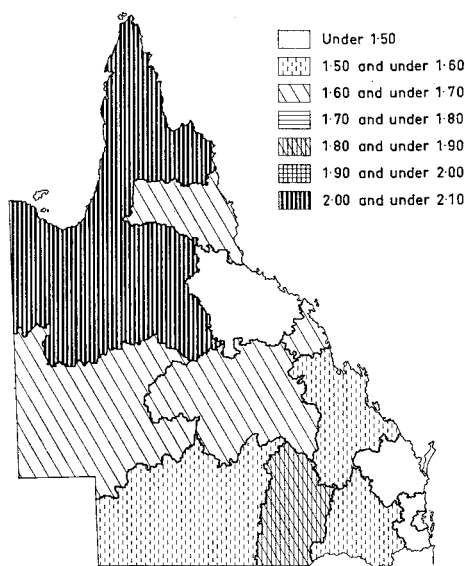 Under 1·50
1·50 and under 1·60
1·60 and under 1·70
1·70 and under 1·80
1·80 and under 1·90
1·90 and under 2·00
2·00 and under 2·10